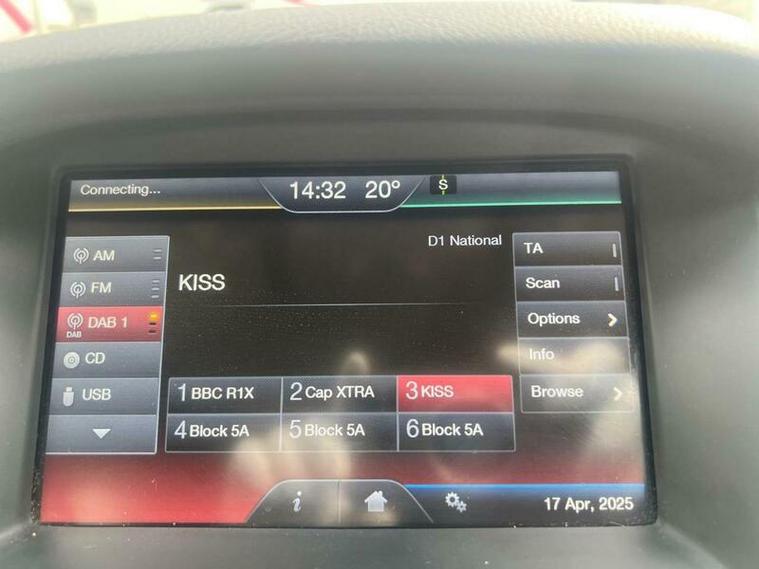 Connecting...
14:32 20°
S
D1 National
AM
FM
DAB 1
DAB
CD
USB
KISS
TA
Scan
Options
Info
Browse
1 BBC R1X
2 Cap XTRA
3 KISS
4 Block 5A
5 Block 5A
6 Block 5A
i
17 Apr, 2025